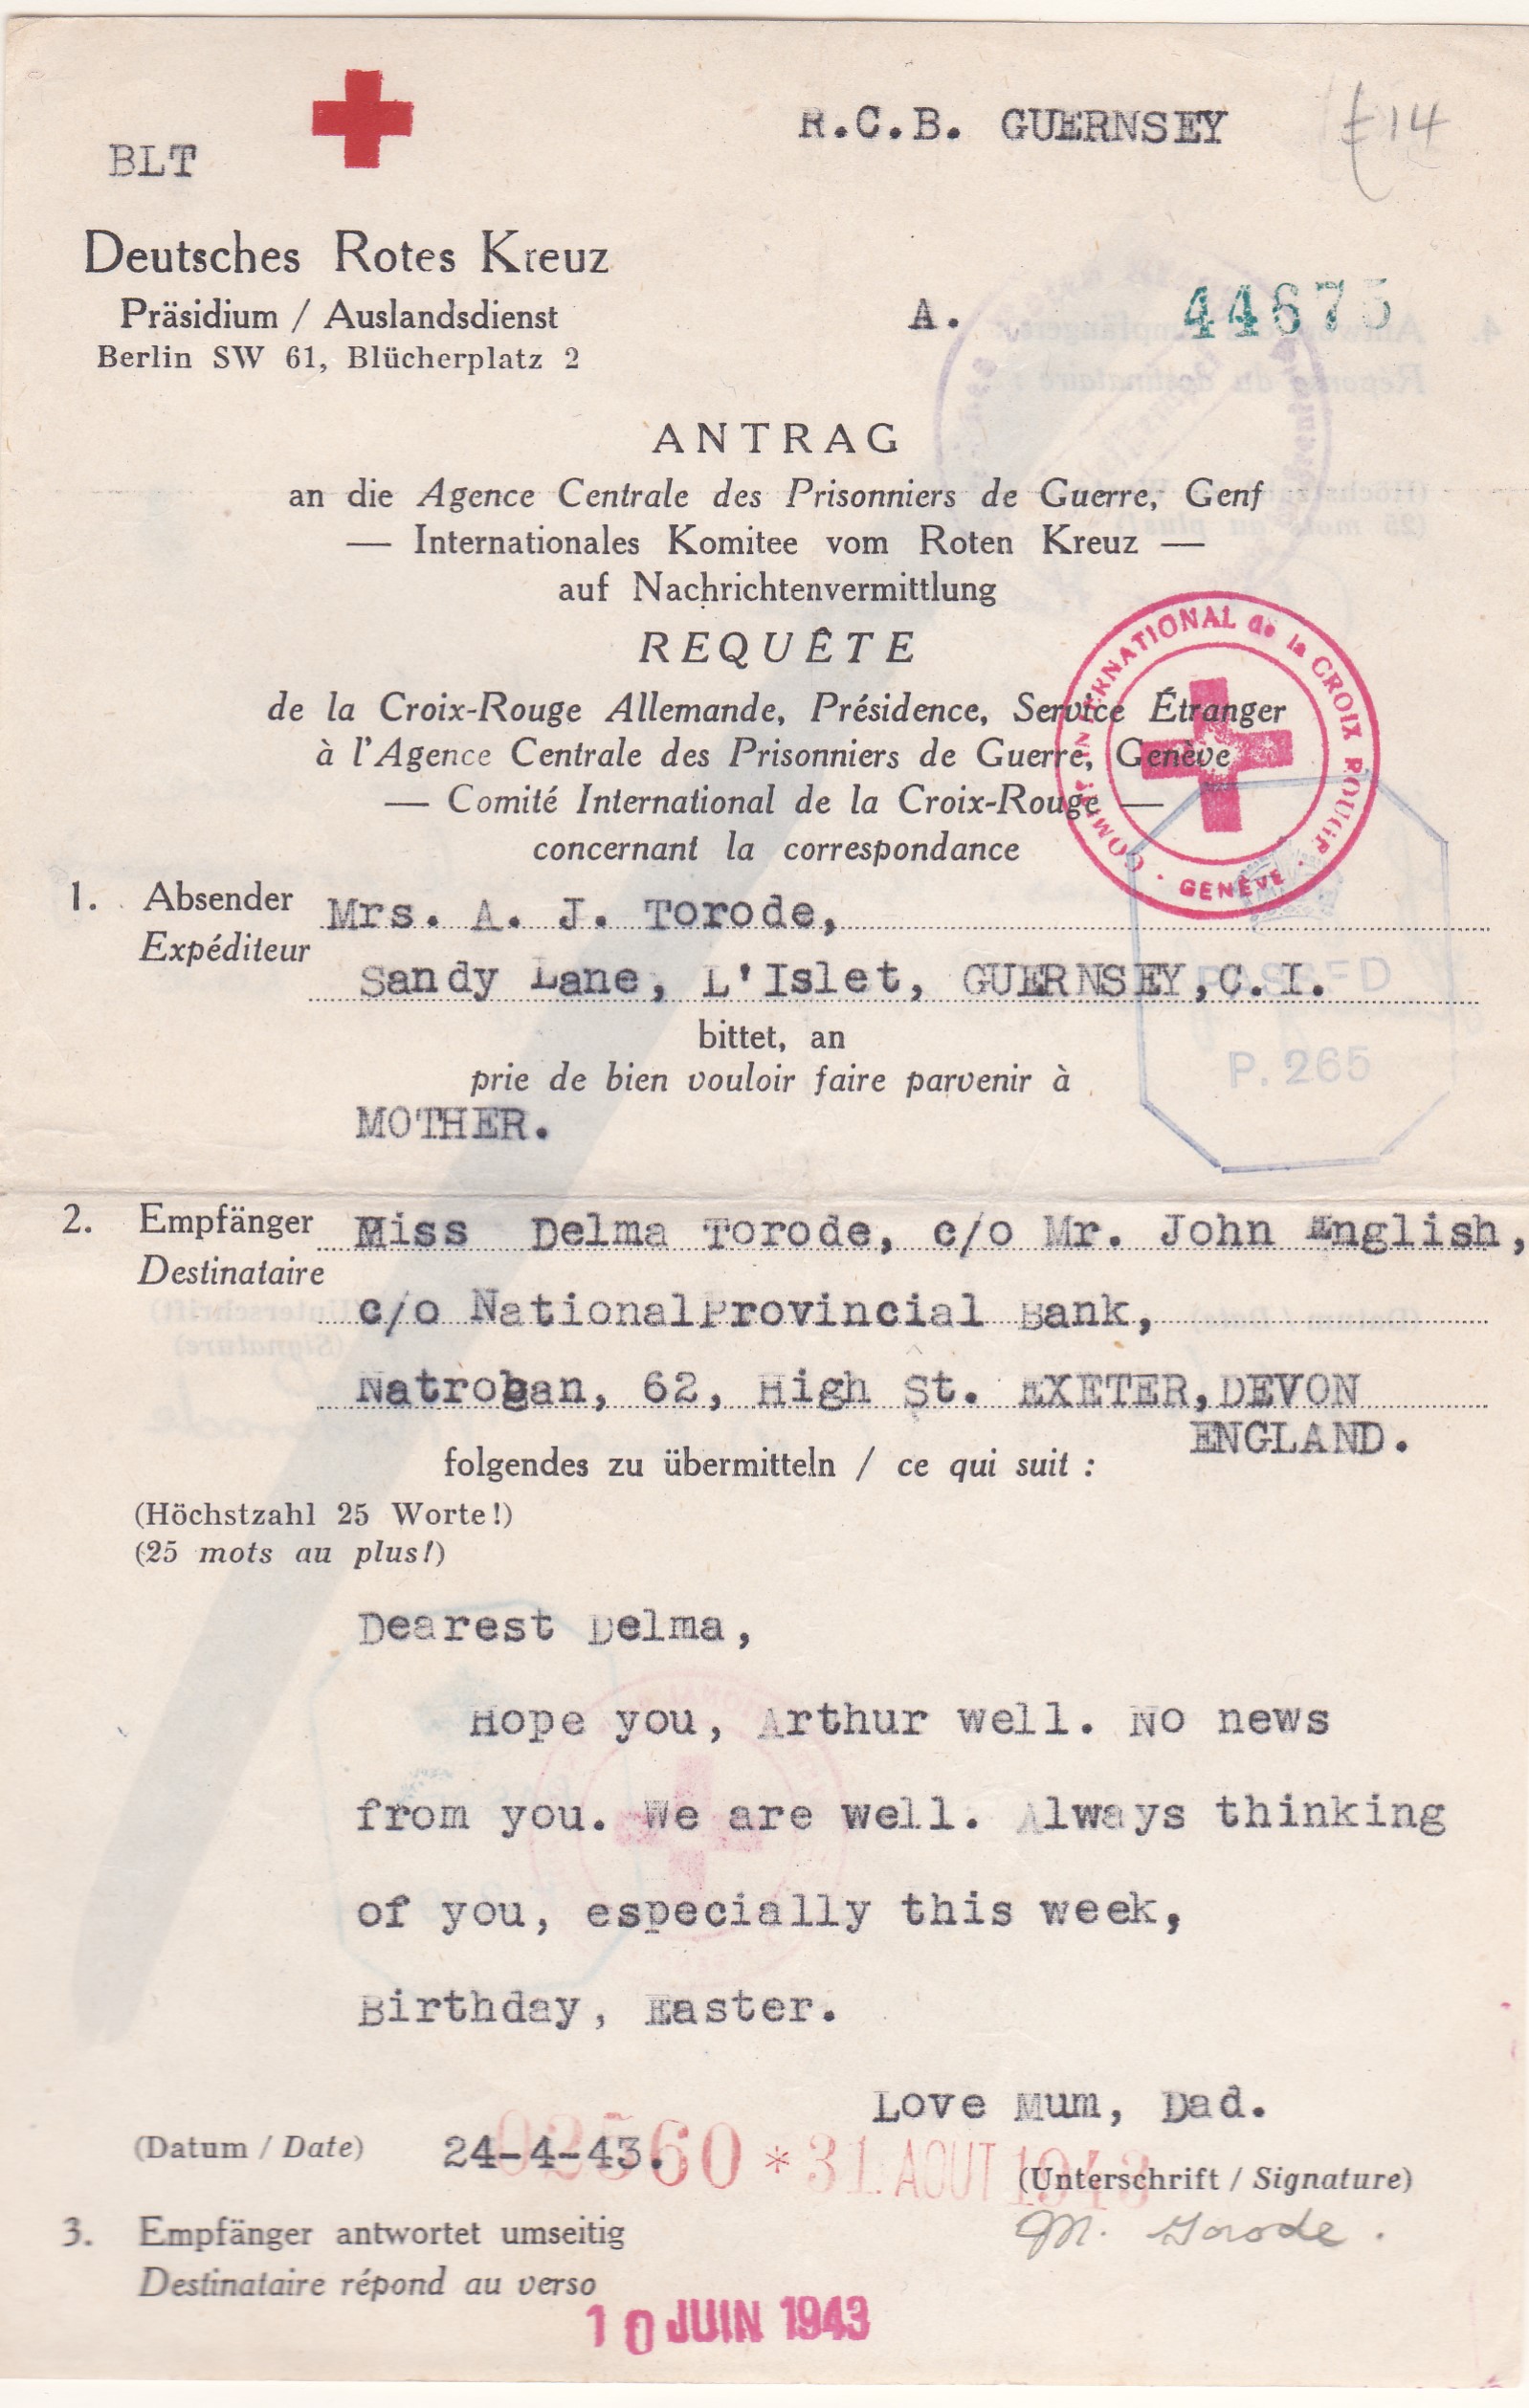 BLT
R.C.B. GUERNSEY
£14
Deutsches Rotes Kreuz
Präsidium / Auslandsdienst
Berlin SW 61, Blücherplatz 2
A. 44675
ANTRAG
an die Agence Centrale des Prisonniers de Guerre, Genf
— Internationales Komitee vom Roten Kreuz —
auf Nachrichtenvermittlung
REQUÊTE
de la Croix-Rouge Allemande, Présidence, Service Étranger
à l'Agence Centrale des Prisonniers de Guerre, Genève
— Comité International de la Croix-Rouge —
concernant la correspondance
COMITÉ INTERNATIONAL de la CROIX ROUGE · GENÈVE ·
1. Absender Mrs. A. J. Torode,
Expéditeur
Sandy Lane, L'Islet, GUERNSEY,C.I.
PASSED
P. 265
bittet, an
prie de bien vouloir faire parvenir à
MOTHER.
2. Empfänger Miss Delma Torode, c/o Mr. John English,
Destinataire
c/o NationalProvincial Bank,
Natroban, 62, High St. EXETER,DEVON
ENGLAND.
folgendes zu übermitteln / ce qui suit :
(Höchstzahl 25 Worte!)
(25 mots au plus!)
Dearest Delma,
Hope you, Arthur well. No news
from you. We are well. Always thinking
of you, especially this week,
Birthday, Easter.
Love Mum, Dad.
(Datum / Date) 24-4-43.
02560 * 31. AOUT 1943
(Unterschrift / Signature)
M. Torode.
3. Empfänger antwortet umseitig
Destinataire répond au verso
10 JUIN 1943